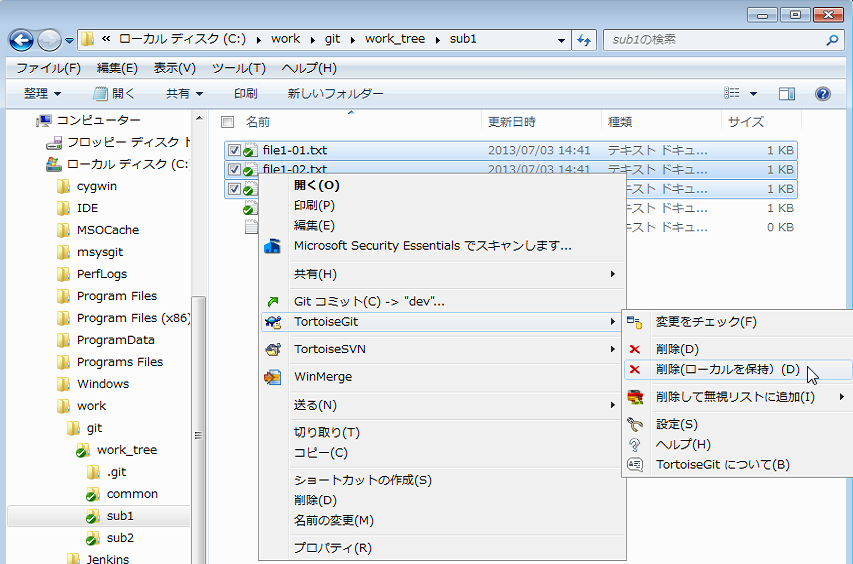 « ローカル ディスク (C:) ▸ work ▸ git ▸ work_tree ▸ sub1
sub1の検索
ファイル(F) 編集(E) 表示(V) ツール(T) ヘルプ(H)
整理 開く 共有 印刷 新しいフォルダー
コンピューター
フロッピー ディスク ト
ローカル ディスク (C:
cygwin
IDE
MSOCache
msysgit
PerfLogs
Program Files
Program Files (x86)
ProgramData
Programs Files
Windows
work
git
work_tree
.git
common
sub1
sub2
Jenkins
名前 更新日時 種類 サイズ
file1-01.txt 2013/07/03 14:41 テキスト ドキュ... 1 KB
file1-02.txt 2013/07/03 14:41 テキスト ドキュ... 1 KB
テキスト ドキュ... 1 KB
テキスト ドキュ... 1 KB
テキスト ドキュ... 0 KB
開く(O)
印刷(P)
編集(E)
Microsoft Security Essentials でスキャンします...
共有(H)
Git コミット(C) -> "dev"...
TortoiseGit
TortoiseSVN
WinMerge
送る(N)
切り取り(T)
コピー(C)
ショートカットの作成(S)
削除(D)
名前の変更(M)
プロパティ(R)
変更をチェック(F)
削除(D)
削除(ローカルを保持) (D)
削除して無視リストに追加(I)
設定(S)
ヘルプ(H)
TortoiseGit について(B)